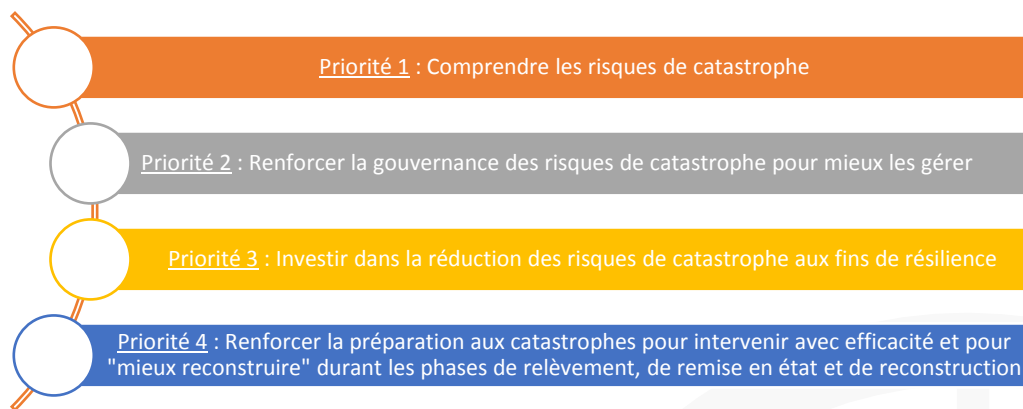 Priorité 1 : Comprendre les risques de catastrophe
Priorité 2 : Renforcer la gouvernance des risques de catastrophe pour mieux les gérer
Priorité 3 : Investir dans la réduction des risques de catastrophe aux fins de résilience
Priorité 4 : Renforcer la préparation aux catastrophes pour intervenir avec efficacité et pour
"mieux reconstruire" durant les phases de relèvement, de remise en état et de reconstruction